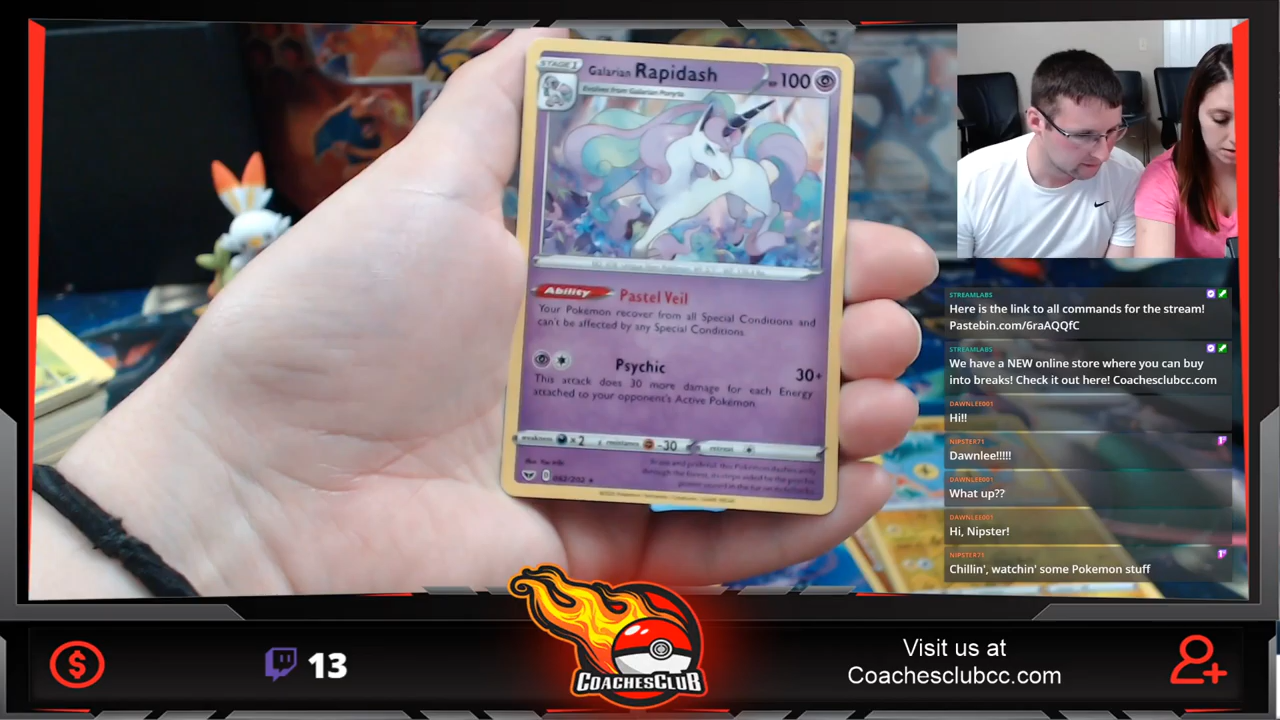 STAGE 1
Galarian Rapidash
HP 100
Evolves from Galarian Ponyta
Ability Pastel Veil
Your Pokémon recover from all Special Conditions and
can't be affected by any Special Conditions.
Psychic 30+
This attack does 30 more damage for each Energy
attached to your opponent's Active Pokémon.
weakness ×2 resistance -30 retreat
092/202
STREAMLABS
Here is the link to all commands for the stream!
Pastebin.com/6raAQQfC
STREAMLABS
We have a NEW online store where you can buy
into breaks! Check it out here! Coachesclubcc.com
DAWNLEE001
Hi!!
NIPSTER71
Dawnlee!!!!!
DAWNLEE001
What up??
DAWNLEE001
Hi, Nipster!
NIPSTER71
Chillin', watchin' some Pokemon stuff
$
13
COACHESCLUB
CC
Visit us at
Coachesclubcc.com